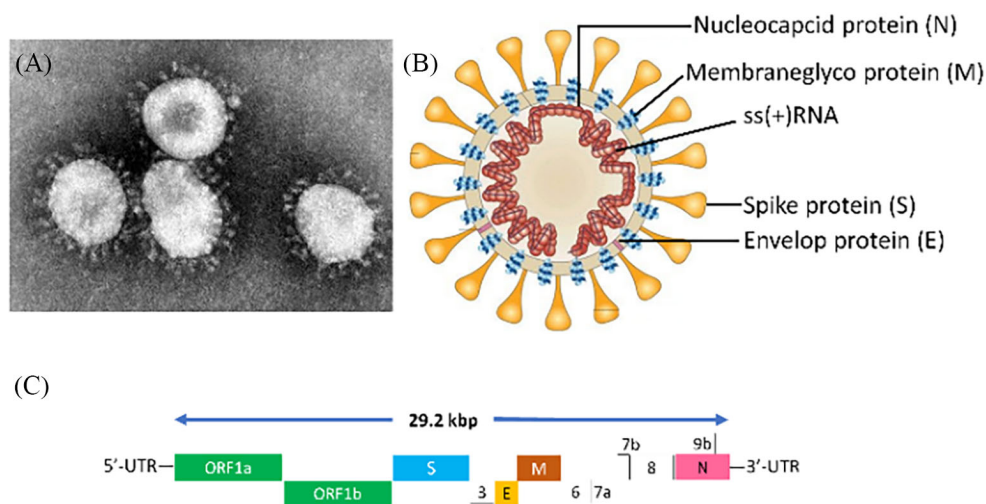 (A)
(B)
Nucleocapcid protein (N)
Membraneglyco protein (M)
ss(+)RNA
Spike protein (S)
Envelop protein (E)
(C)
29.2 kbp
5'-UTR
ORF1a
ORF1b
S
3
E
M
6
7a
7b
8
9b
N
3'-UTR